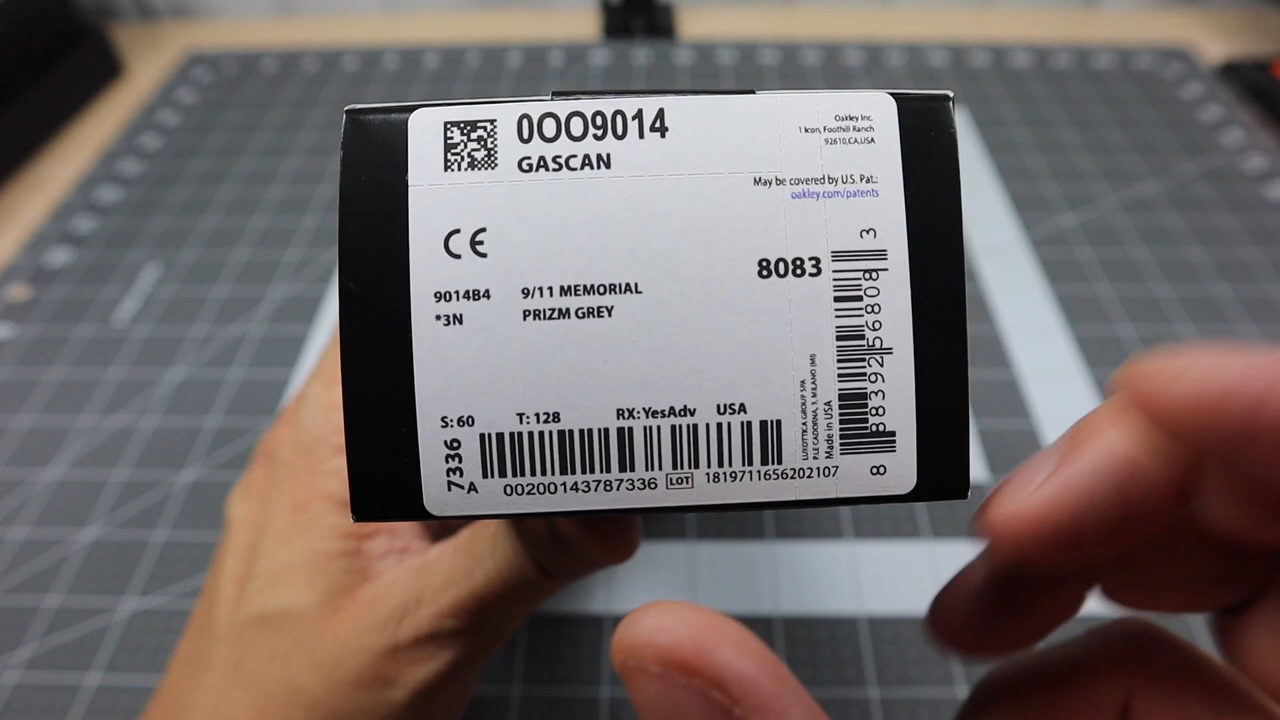 0OO9014
GASCAN
Oakley Inc.
1 Icon, Foothill Ranch
92610,CA,USA
May be covered by U.S. Pat.:
oakley.com/patents
CE
8083
9014B4 9/11 MEMORIAL
*3N PRIZM GREY
S: 60 T: 128 RX: YesAdv USA
7336
A
00200143787336 LOT 1819711656202107
LUXOTTICA GROUP SPA
P.LE CADORNA, 3, MILANO (MI)
Made in USA
8 88392 56808 3